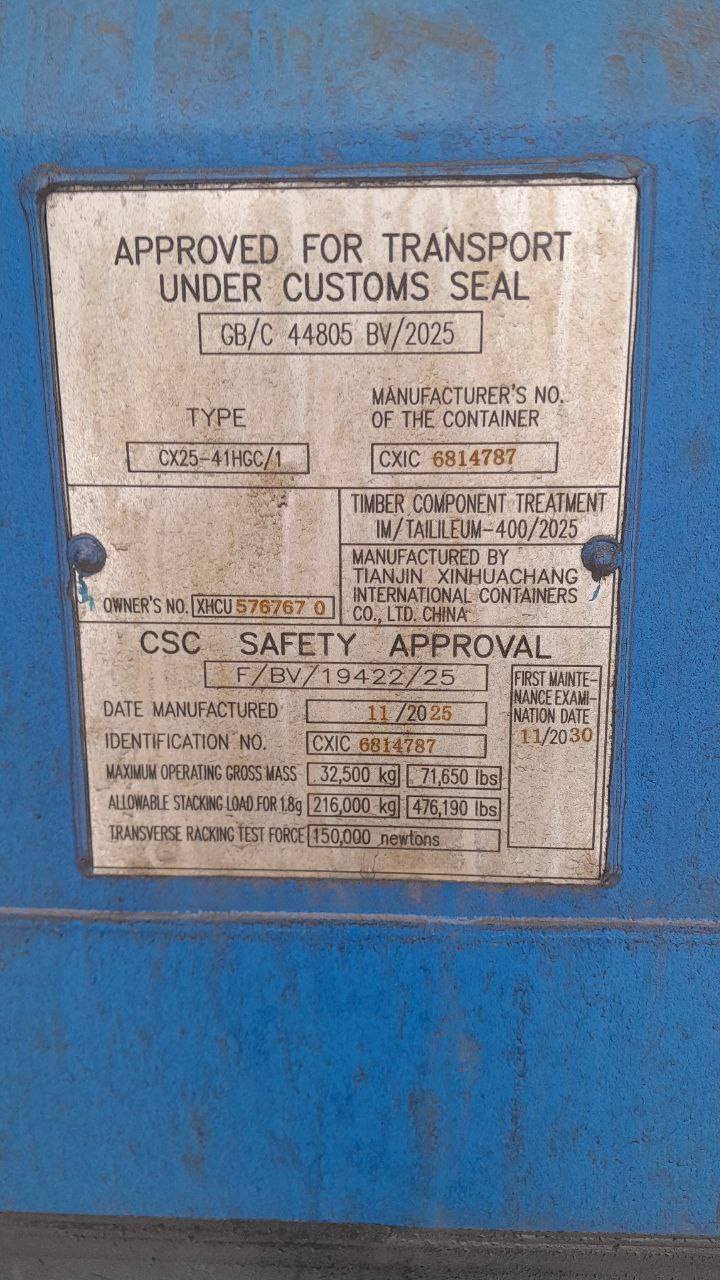 APPROVED FOR TRANSPORT
UNDER CUSTOMS SEAL
GB/C 44805 BV/2025
TYPE
CX25-41HGC/1
MANUFACTURER'S NO.
OF THE CONTAINER
CXIC 6814787
TIMBER COMPONENT TREATMENT
IM/TAILILEUM-400/2025
MANUFACTURED BY
TIANJIN XINHUACHANG
INTERNATIONAL CONTAINERS
CO., LTD. CHINA
OWNER'S NO. XHCU 576767 0
CSC SAFETY APPROVAL
F/BV/19422/25
DATE MANUFACTURED 11/2025
IDENTIFICATION NO. CXIC 6814787
MAXIMUM OPERATING GROSS MASS 32,500 kg 71,650 lbs
ALLOWABLE STACKING LOAD FOR 1.8g 216,000 kg 476,190 lbs
TRANSVERSE RACKING TEST FORCE 150,000 newtons
FIRST MAINTE-
NANCE EXAMI-
NATION DATE
11/2030